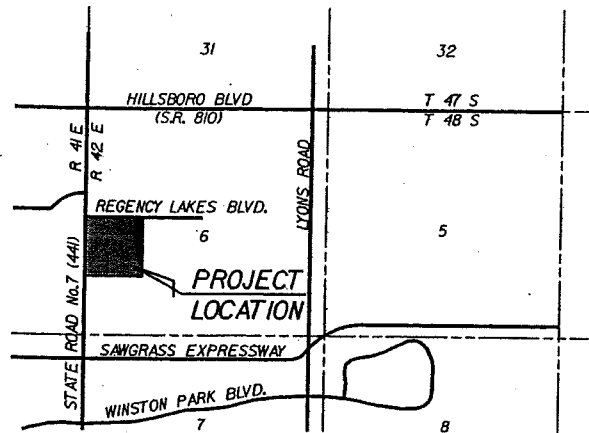 31
32
HILLSBORO BLVD
(S.R. 810)
T 47 S
T 48 S
R 41 E
R 42 E
LYONS ROAD
REGENCY LAKES BLVD.
6
5
STATE ROAD No.7 (441)
PROJECT
LOCATION
SAWGRASS EXPRESSWAY
WINSTON PARK BLVD.
7
8